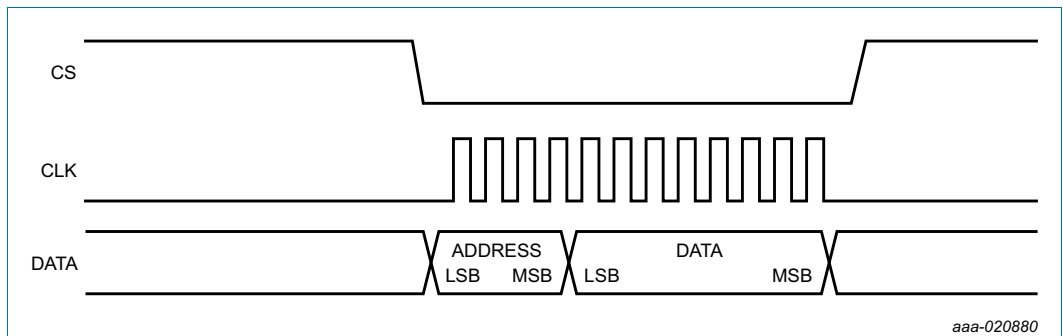 CS
CLK
DATA
ADDRESS
LSB MSB
DATA
LSB MSB
aaa-020880